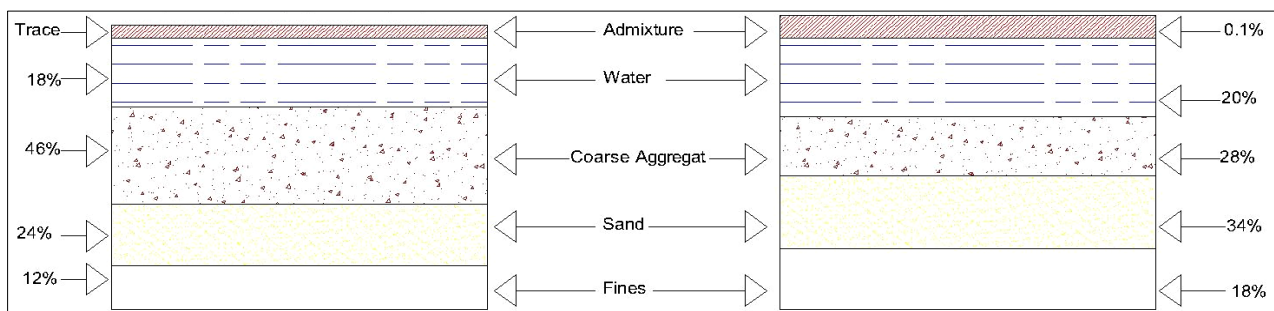 Trace
Admixture
0.1%
18%
Water
20%
46%
Coarse Aggregat
28%
24%
Sand
34%
12%
Fines
18%